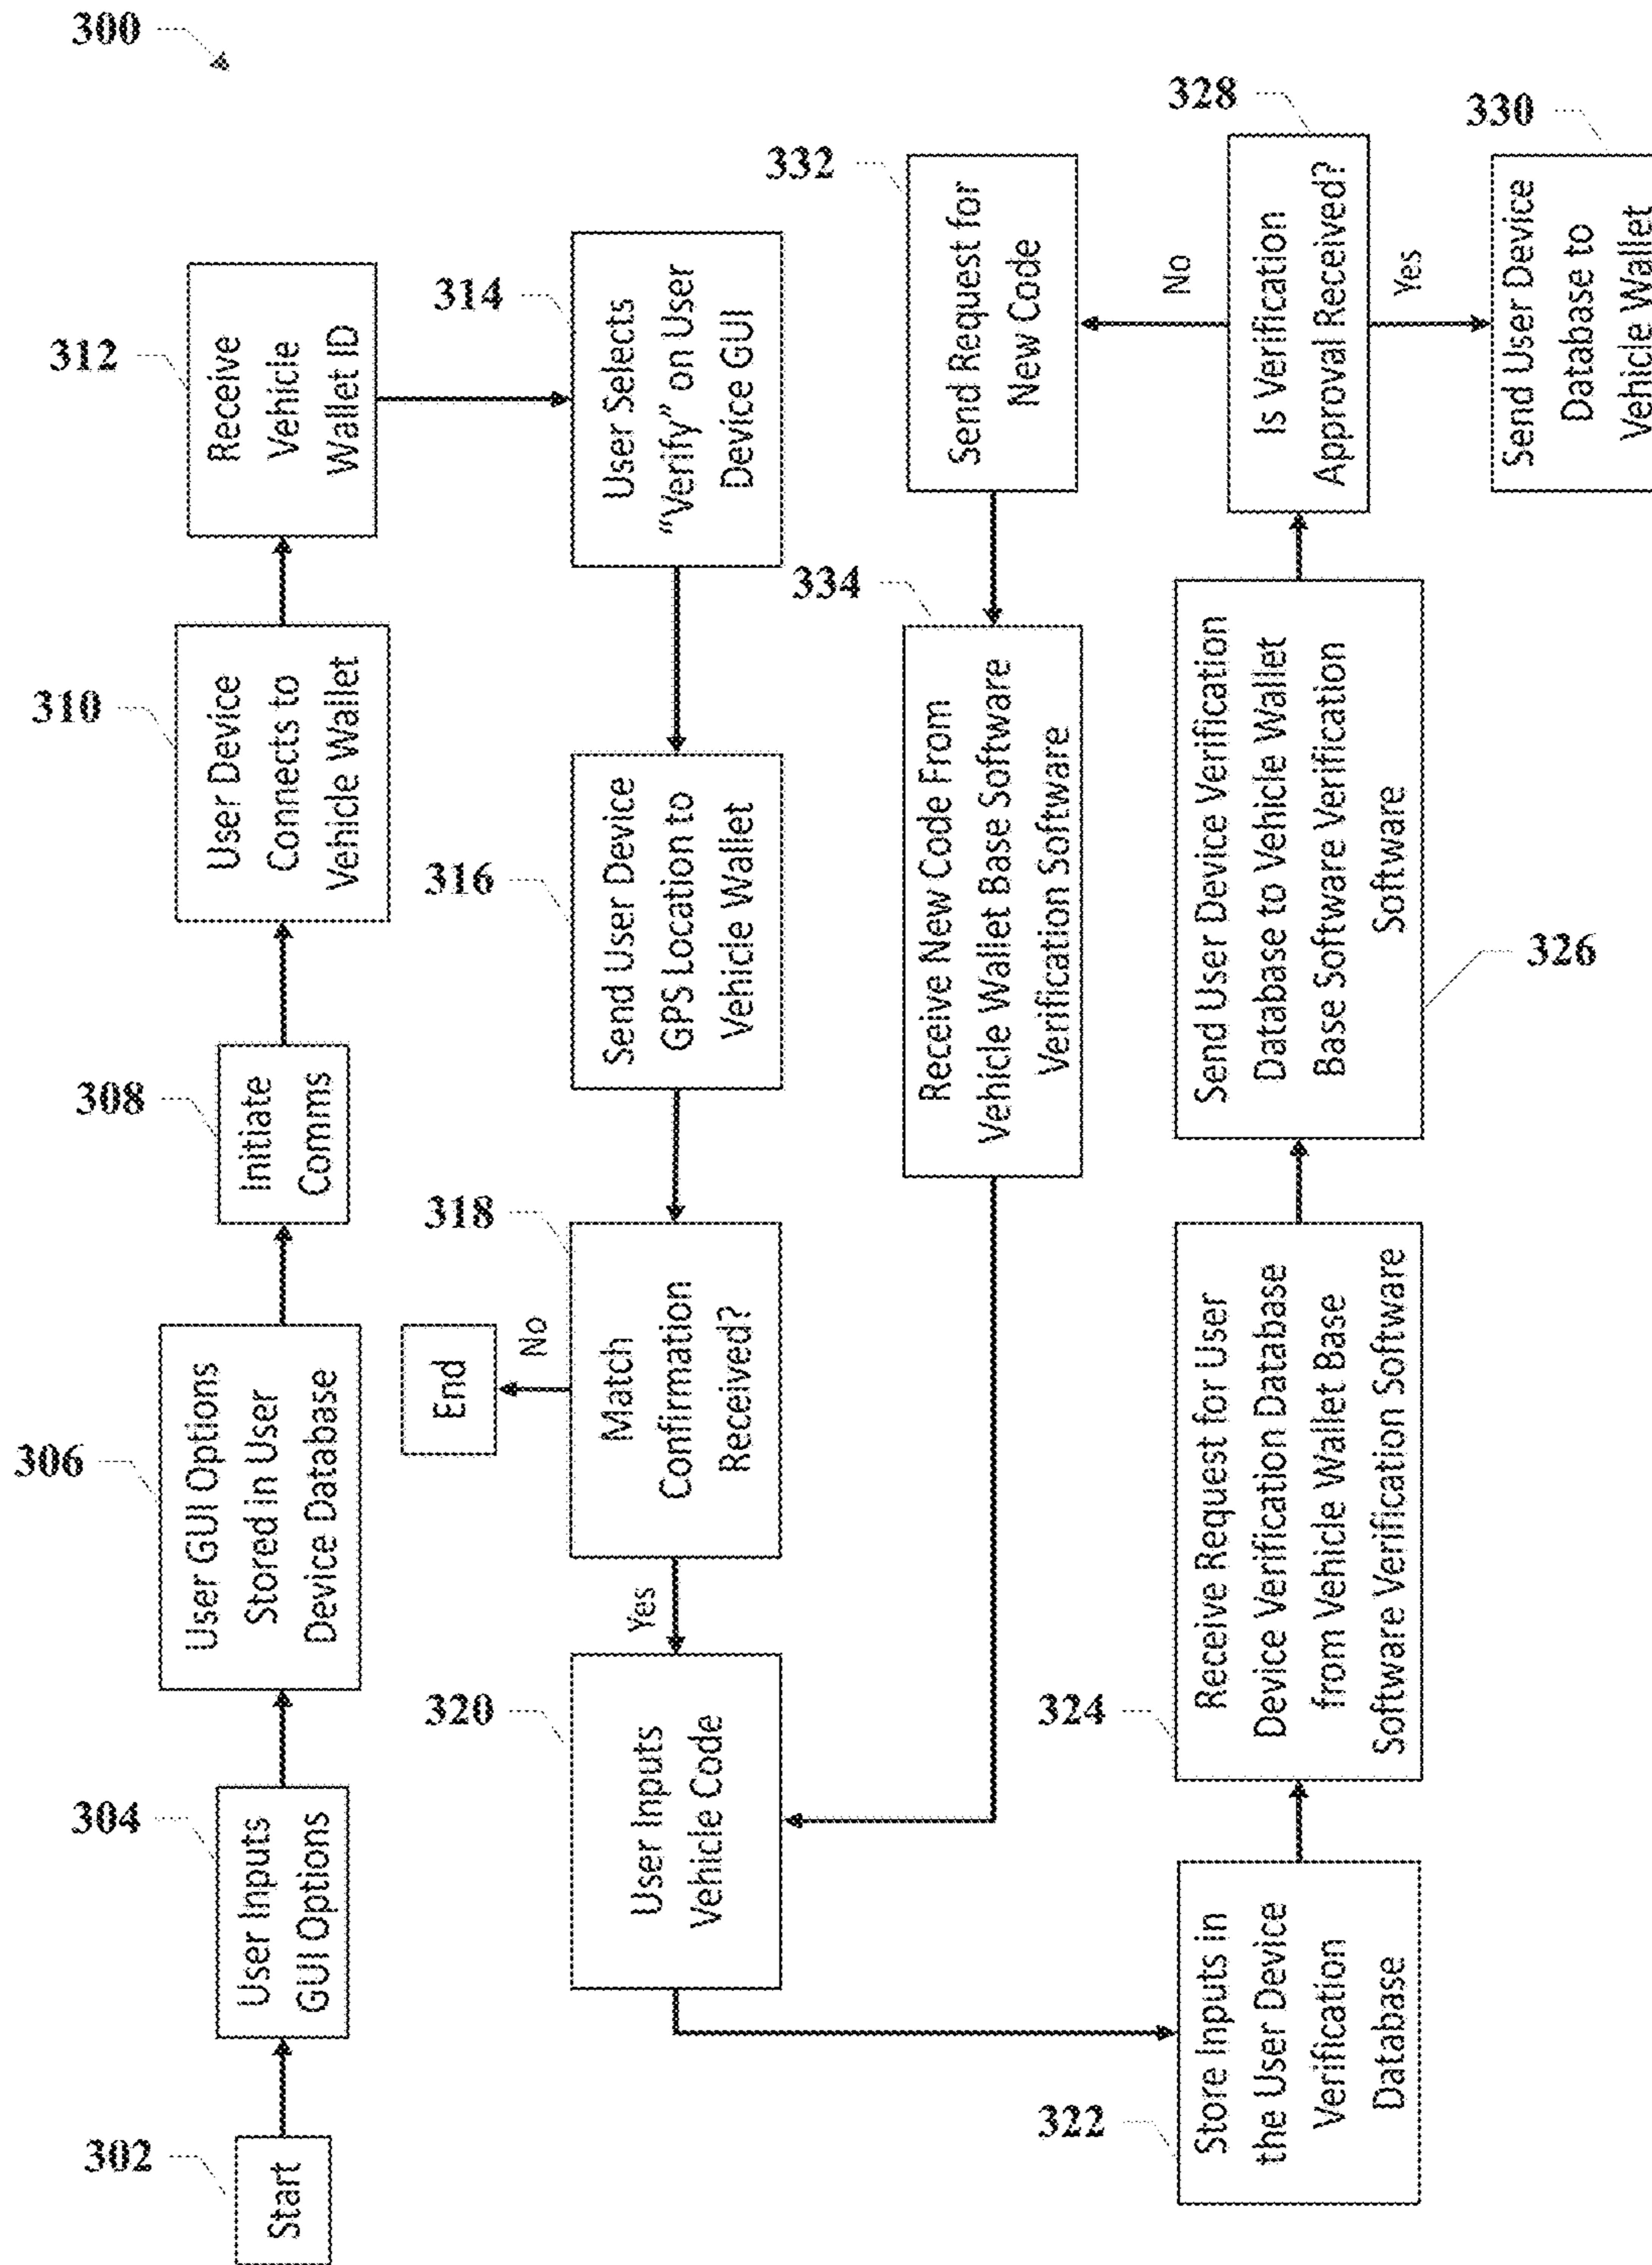 300
302
Start
304
User Inputs
GUI Options
306
User GUI Options
Stored in User
Device Database
308
Initiate
Comms
310
User Device
Connects to
Vehicle Wallet
312
Receive
Vehicle
Wallet ID
314
User Selects
“Verify” on User
Device GUI
316
Send User Device
GPS Location to
Vehicle Wallet
318
Match
Confirmation
Received?
No
End
Yes
320
User Inputs
Vehicle Code
322
Store Inputs in
the User Device
Verification
Database
324
Receive Request for User
Device Verification Database
from Vehicle Wallet Base
Software Verification Software
326
Send User Device Verification
Database to Vehicle Wallet
Base Software Verification
Software
328
Is Verification
Approval Received?
No
Yes
330
Send User Device
Database to
Vehicle Wallet
332
Send Request for
New Code
334
Receive New Code From
Vehicle Wallet Base Software
Verification Software